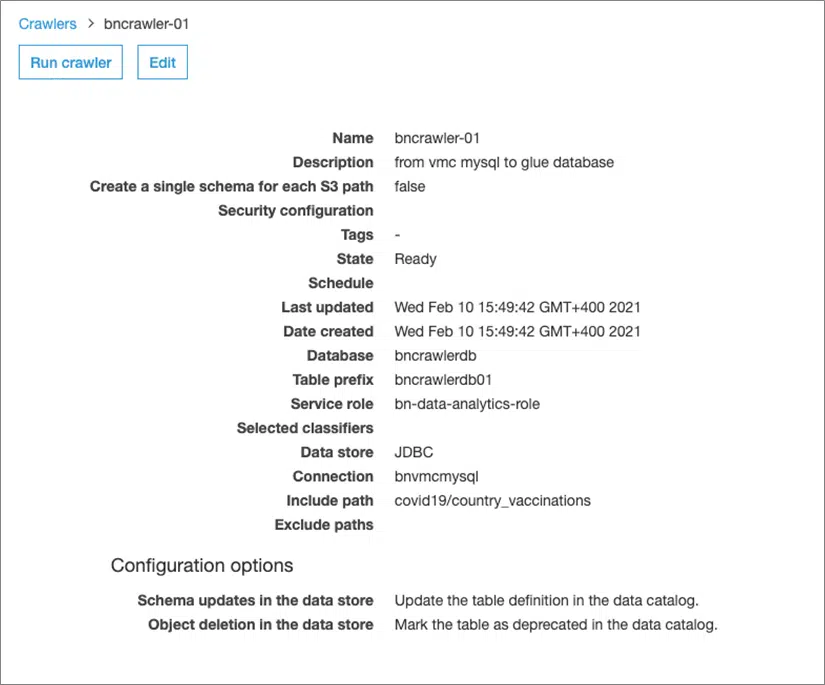 Crawlers > bncrawler-01
Run crawler Edit
Name bncrawler-01
Description from vmc mysql to glue database
Create a single schema for each S3 path false
Security configuration
Tags -
State Ready
Schedule
Last updated Wed Feb 10 15:49:42 GMT+400 2021
Date created Wed Feb 10 15:49:42 GMT+400 2021
Database bncrawlerdb
Table prefix bncrawlerdb01
Service role bn-data-analytics-role
Selected classifiers
Data store JDBC
Connection bnvmcmysql
Include path covid19/country_vaccinations
Exclude paths
Configuration options
Schema updates in the data store Update the table definition in the data catalog.
Object deletion in the data store Mark the table as deprecated in the data catalog.